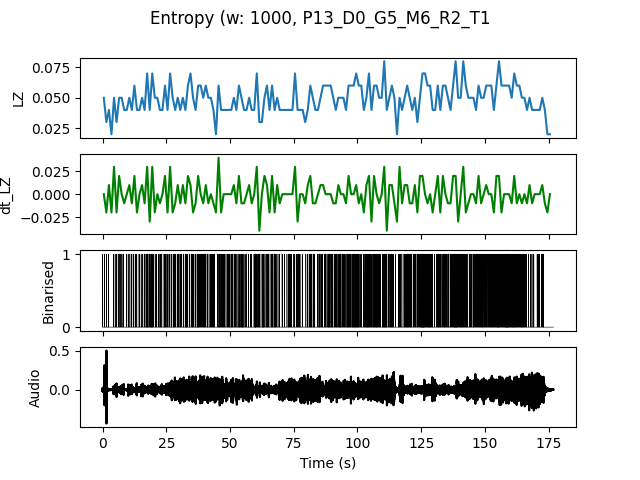 Entropy (w: 1000, P13_D0_G5_M6_R2_T1
0.075
0.050
0.025
LZ
0.025
0.000
−0.025
dt_LZ
1
0
Binarised
0.5
0.0
Audio
0 25 50 75 100 125 150 175
Time (s)